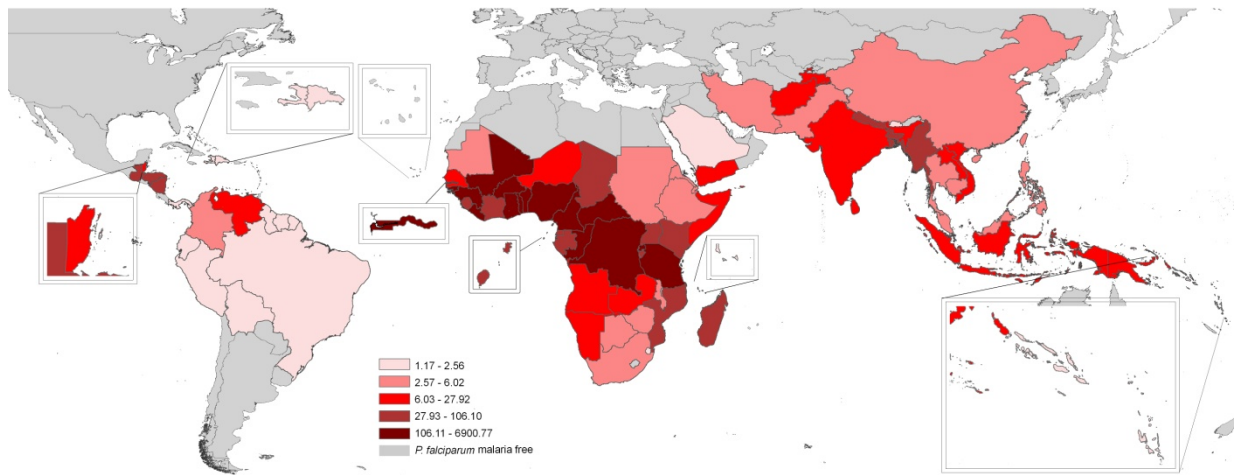 1.17 - 2.56
2.57 - 6.02
6.03 - 27.92
27.93 - 106.10
106.11 - 6900.77
P. falciparum malaria free